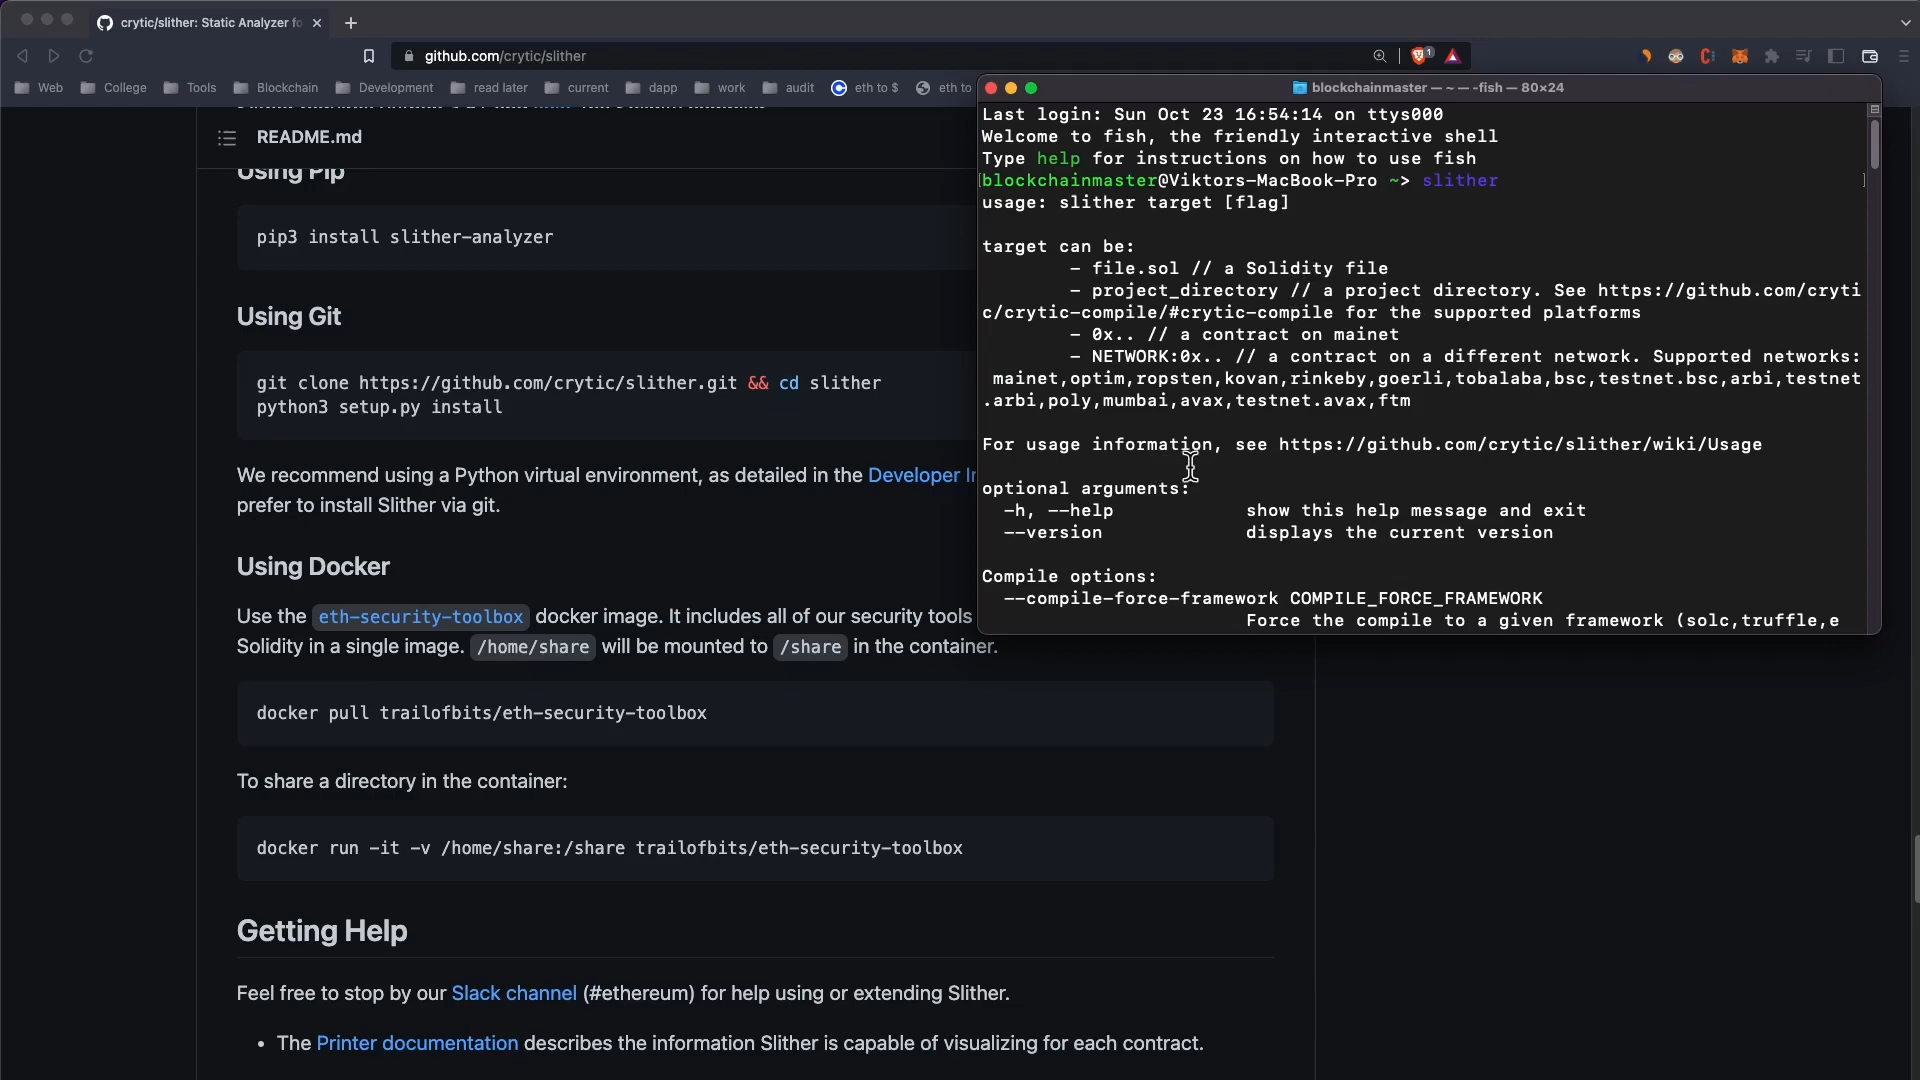 crytic/slither: Static Analyzer fo
github.com/crytic/slither
1
Web
College
Tools
Blockchain
Development
read later
current
dapp
work
audit
eth to $
eth to
README.md
Using Pip
pip3 install slither-analyzer
Using Git
git clone https://github.com/crytic/slither.git && cd slither
python3 setup.py install
We recommend using a Python virtual environment, as detailed in the Developer In
prefer to install Slither via git.
Using Docker
Use the eth-security-toolbox docker image. It includes all of our security tools
Solidity in a single image. /home/share will be mounted to /share in the container.
docker pull trailofbits/eth-security-toolbox
To share a directory in the container:
docker run -it -v /home/share:/share trailofbits/eth-security-toolbox
Getting Help
Feel free to stop by our Slack channel (#ethereum) for help using or extending Slither.
• The Printer documentation describes the information Slither is capable of visualizing for each contract.
blockchainmaster — ~ — -fish — 80×24
Last login: Sun Oct 23 16:54:14 on ttys000
Welcome to fish, the friendly interactive shell
Type help for instructions on how to use fish
[blockchainmaster@Viktors-MacBook-Pro ~> slither ]
usage: slither target [flag]
target can be:
- file.sol // a Solidity file
- project_directory // a project directory. See https://github.com/cryti
c/crytic-compile/#crytic-compile for the supported platforms
- 0x.. // a contract on mainet
- NETWORK:0x.. // a contract on a different network. Supported networks:
mainet,optim,ropsten,kovan,rinkeby,goerli,tobalaba,bsc,testnet.bsc,arbi,testnet
.arbi,poly,mumbai,avax,testnet.avax,ftm
For usage information, see https://github.com/crytic/slither/wiki/Usage
optional arguments:
-h, --help show this help message and exit
--version displays the current version
Compile options:
--compile-force-framework COMPILE_FORCE_FRAMEWORK
Force the compile to a given framework (solc,truffle,e